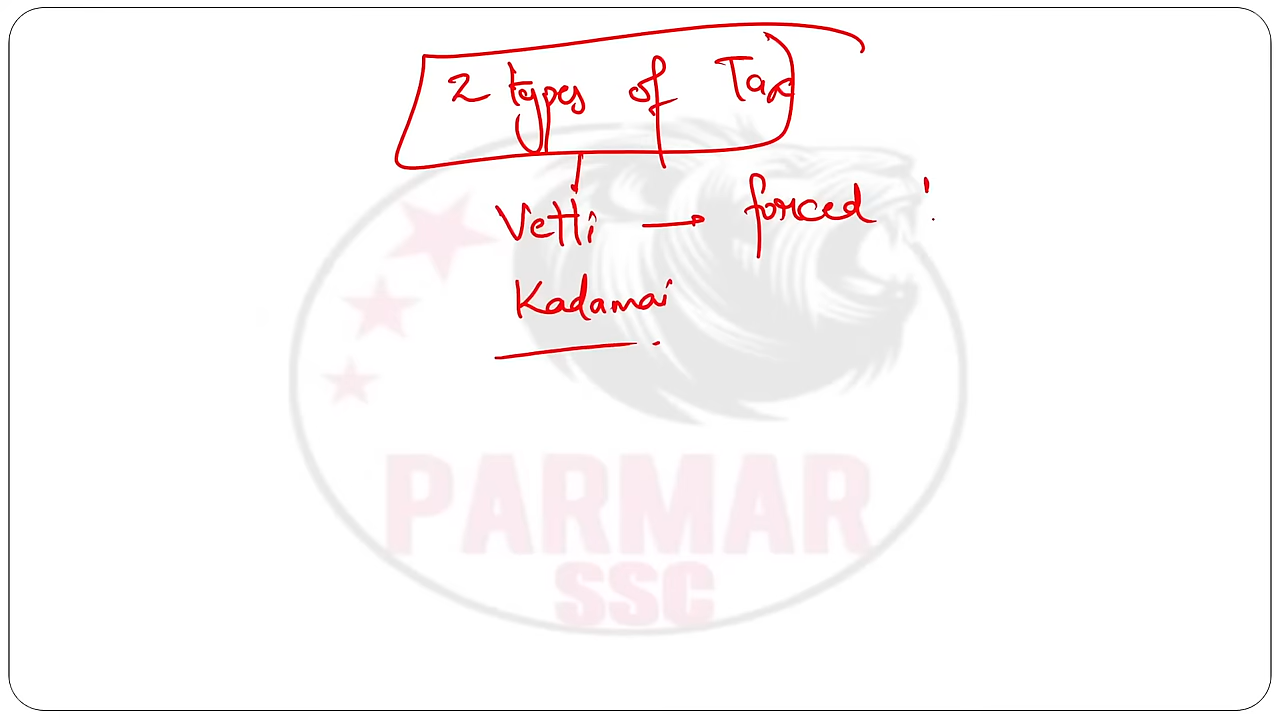 2 types of Tax
Vetti → forced !
Kadamai
PARMAR
SSC